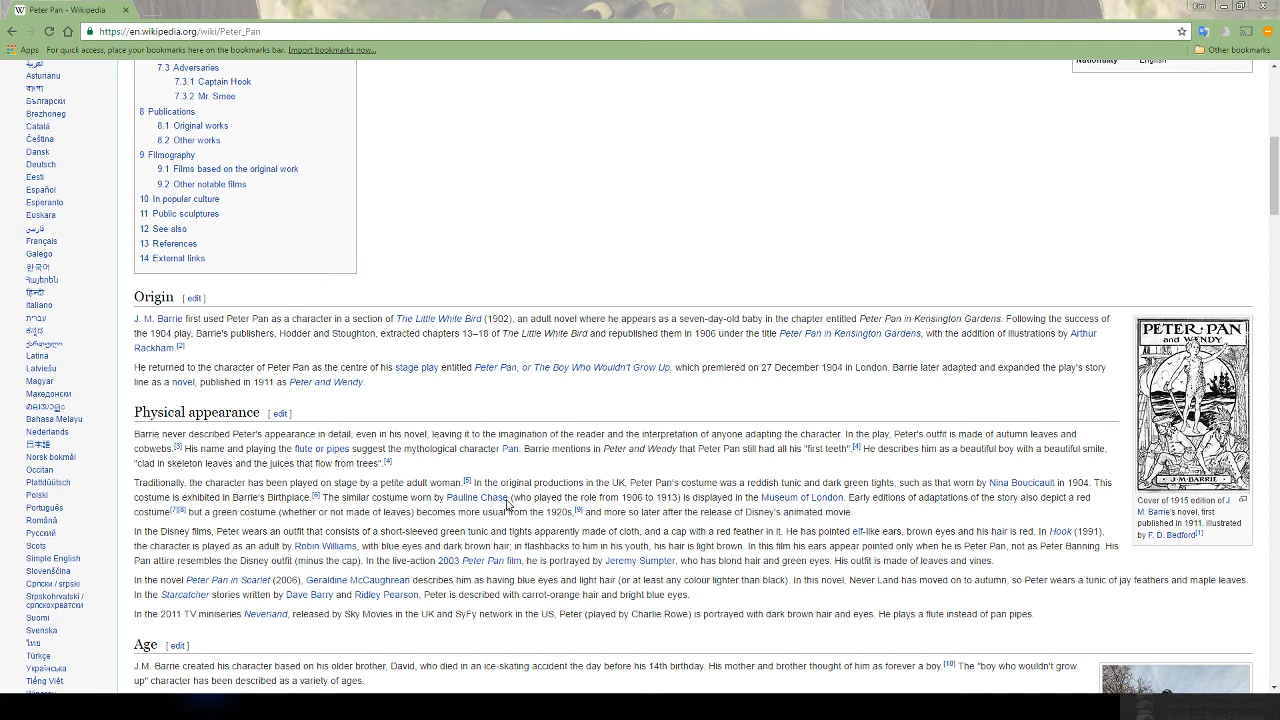 Peter Pan - Wikipedia
https://en.wikipedia.org/wiki/Peter_Pan
Apps For quick access, place your bookmarks here on the bookmarks bar. Import bookmarks now...
Other bookmarks
العربية
Asturianu
বাংলা
Български
Brezhoneg
Català
Čeština
Dansk
Deutsch
Eesti
Español
Esperanto
Euskara
فارسی
Français
Galego
한국어
Հայերեն
हिन्दी
Italiano
עברית
ಕನ್ನಡ
ქართული
Latina
Latviešu
Magyar
Македонски
മലയാളം
Bahasa Melayu
Nederlands
日本語
Norsk bokmål
Occitan
Plattdüütsch
Polski
Português
Română
Русский
Scots
Simple English
Slovenščina
Српски / srpski
Srpskohrvatski /
српскохрватски
Suomi
Svenska
ไทย
Türkçe
Українська
Tiếng Việt
7.3 Adversaries
7.3.1 Captain Hook
7.3.2 Mr. Smee
8 Publications
8.1 Original works
8.2 Other works
9 Filmography
9.1 Films based on the original work
9.2 Other notable films
10 In popular culture
11 Public sculptures
12 See also
13 References
14 External links
Nationality English
Origin [ edit ]
J. M. Barrie first used Peter Pan as a character in a section of The Little White Bird (1902), an adult novel where he appears as a seven-day-old baby in the chapter entitled Peter Pan in Kensington Gardens. Following the success of
the 1904 play, Barrie's publishers, Hodder and Stoughton, extracted chapters 13–18 of The Little White Bird and republished them in 1906 under the title Peter Pan in Kensington Gardens, with the addition of illustrations by Arthur
Rackham.[2]
He returned to the character of Peter Pan as the centre of his stage play entitled Peter Pan, or The Boy Who Wouldn't Grow Up, which premiered on 27 December 1904 in London. Barrie later adapted and expanded the play's story
line as a novel, published in 1911 as Peter and Wendy.
Physical appearance [ edit ]
Barrie never described Peter's appearance in detail, even in his novel, leaving it to the imagination of the reader and the interpretation of anyone adapting the character. In the play, Peter's outfit is made of autumn leaves and
cobwebs.[3] His name and playing the flute or pipes suggest the mythological character Pan. Barrie mentions in Peter and Wendy that Peter Pan still had all his "first teeth".[4] He describes him as a beautiful boy with a beautiful smile,
"clad in skeleton leaves and the juices that flow from trees".[4]
Traditionally, the character has been played on stage by a petite adult woman.[5] In the original productions in the UK, Peter Pan's costume was a reddish tunic and dark green tights, such as that worn by Nina Boucicault in 1904. This
costume is exhibited in Barrie's Birthplace.[6] The similar costume worn by Pauline Chase (who played the role from 1906 to 1913) is displayed in the Museum of London. Early editions of adaptations of the story also depict a red
costume[7][8] but a green costume (whether or not made of leaves) becomes more usual from the 1920s,[9] and more so later after the release of Disney's animated movie.
In the Disney films, Peter wears an outfit that consists of a short-sleeved green tunic and tights apparently made of cloth, and a cap with a red feather in it. He has pointed elf-like ears, brown eyes and his hair is red. In Hook (1991),
the character is played as an adult by Robin Williams, with blue eyes and dark brown hair; in flashbacks to him in his youth, his hair is light brown. In this film his ears appear pointed only when he is Peter Pan, not as Peter Banning. His
Pan attire resembles the Disney outfit (minus the cap). In the live-action 2003 Peter Pan film, he is portrayed by Jeremy Sumpter, who has blond hair and green eyes. His outfit is made of leaves and vines.
In the novel Peter Pan in Scarlet (2006), Geraldine McCaughrean describes him as having blue eyes and light hair (or at least any colour lighter than black). In this novel, Never Land has moved on to autumn, so Peter wears a tunic of jay feathers and maple leaves.
In the Starcatcher stories written by Dave Barry and Ridley Pearson, Peter is described with carrot-orange hair and bright blue eyes.
In the 2011 TV miniseries Neverland, released by Sky Movies in the UK and SyFy network in the US, Peter (played by Charlie Rowe) is portrayed with dark brown hair and eyes. He plays a flute instead of pan pipes.
Age [ edit ]
J.M. Barrie created his character based on his older brother, David, who died in an ice-skating accident the day before his 14th birthday. His mother and brother thought of him as forever a boy.[10] The "boy who wouldn't grow
up" character has been described as a variety of ages.
PETER·PAN
and WENDY
J·M·BARRIE
Cover of 1915 edition of J.
M. Barrie's novel, first
published in 1911, illustrated
by F. D. Bedford[1]